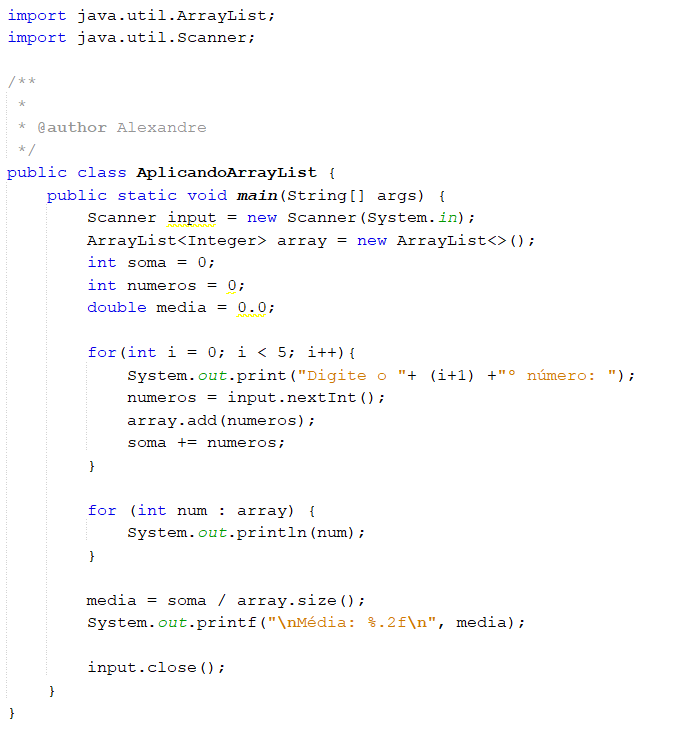 import java.util.ArrayList;
import java.util.Scanner;

/**
 *
 * @author Alexandre
 */
public class AplicandoArrayList {
    public static void main(String[] args) {
        Scanner input = new Scanner(System.in);
        ArrayList<Integer> array = new ArrayList<>();
        int soma = 0;
        int numeros = 0;
        double media = 0.0;

        for(int i = 0; i < 5; i++){
            System.out.print("Digite o "+ (i+1) +"° número: ");
            numeros = input.nextInt();
            array.add(numeros);
            soma += numeros;
        }

        for (int num : array) {
            System.out.println(num);
        }

        media = soma / array.size();
        System.out.printf("\nMédia: %.2f\n", media);

        input.close();
    }
}